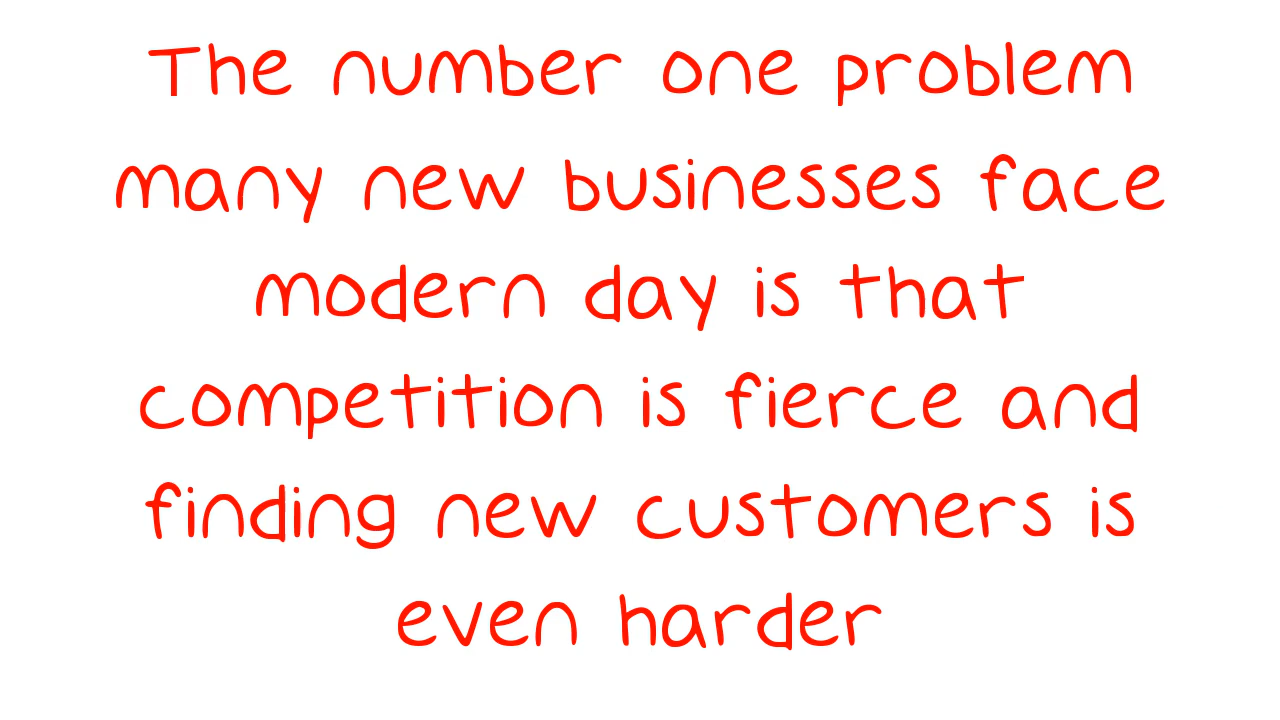 The number one problem
many new businesses face
modern day is that
competition is fierce and
finding new customers is
even harder